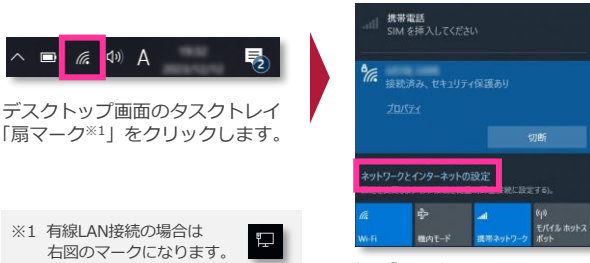 A
2
デスクトップ画面のタスクトレイ
「扇マーク※1」をクリックします。
※1 有線LAN接続の場合は
右図のマークになります。
携帯電話
SIM を挿入してください
接続済み、セキュリティ保護あり
プロパティ
切断
ネットワークとインターネットの設定
Wi-Fi
機内モード
携帯ネットワーク
モバイル ホットス
ポット